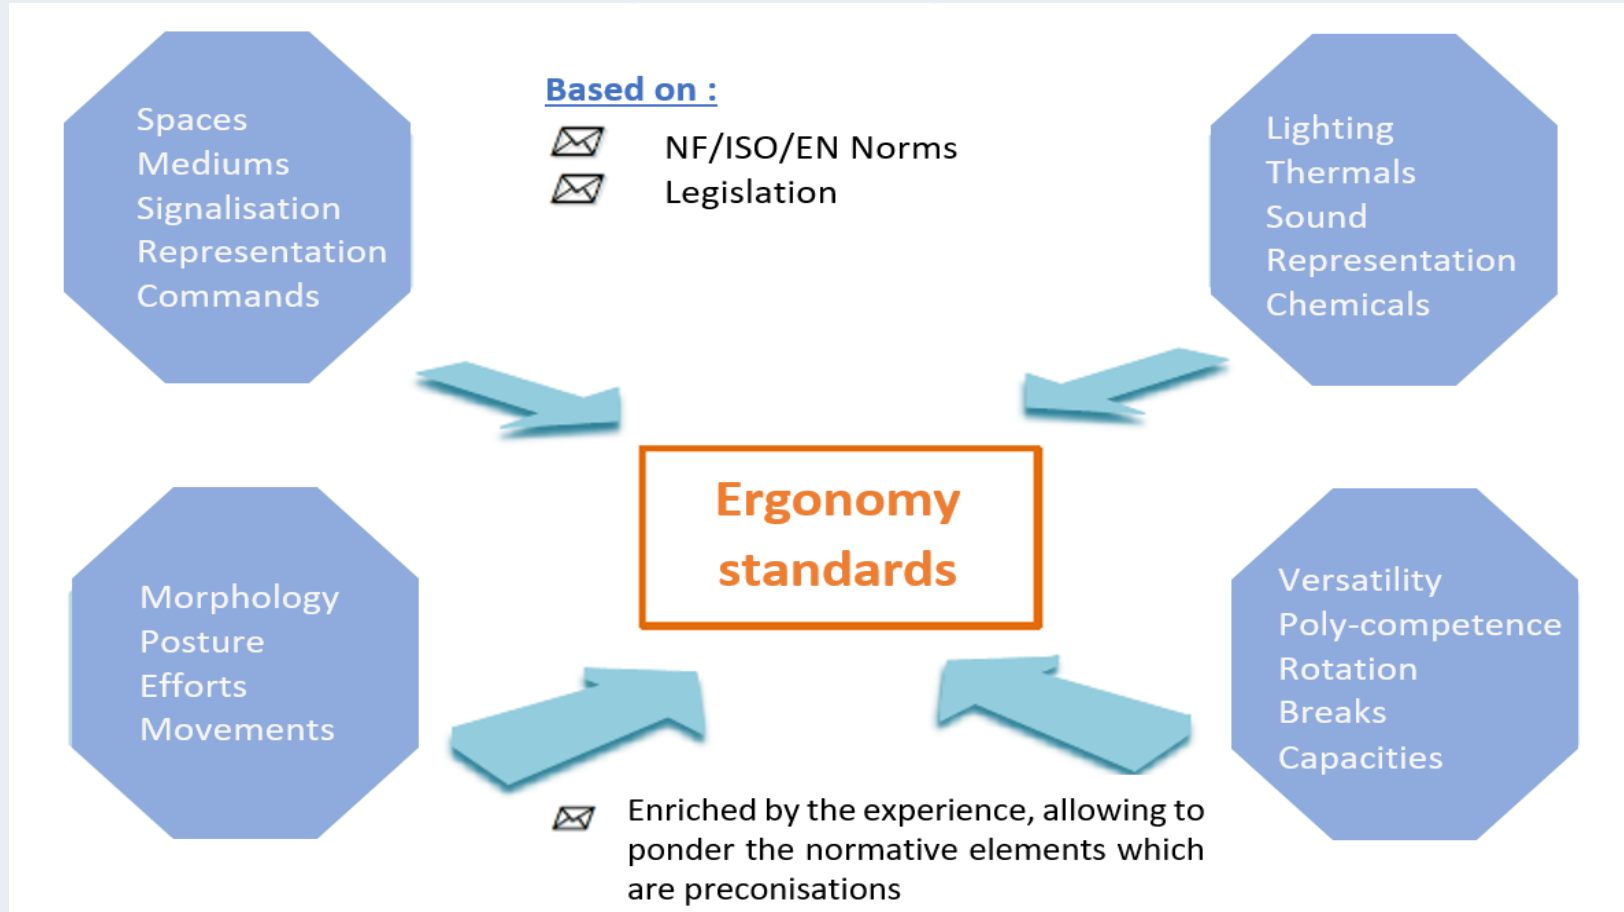 Spaces
Mediums
Signalisation
Representation
Commands
Based on :
NF/ISO/EN Norms
Legislation
Lighting
Thermals
Sound
Representation
Chemicals
Ergonomy
standards
Morphology
Posture
Efforts
Movements
Versatility
Poly-competence
Rotation
Breaks
Capacities
Enriched by the experience, allowing to
ponder the normative elements which
are preconisations